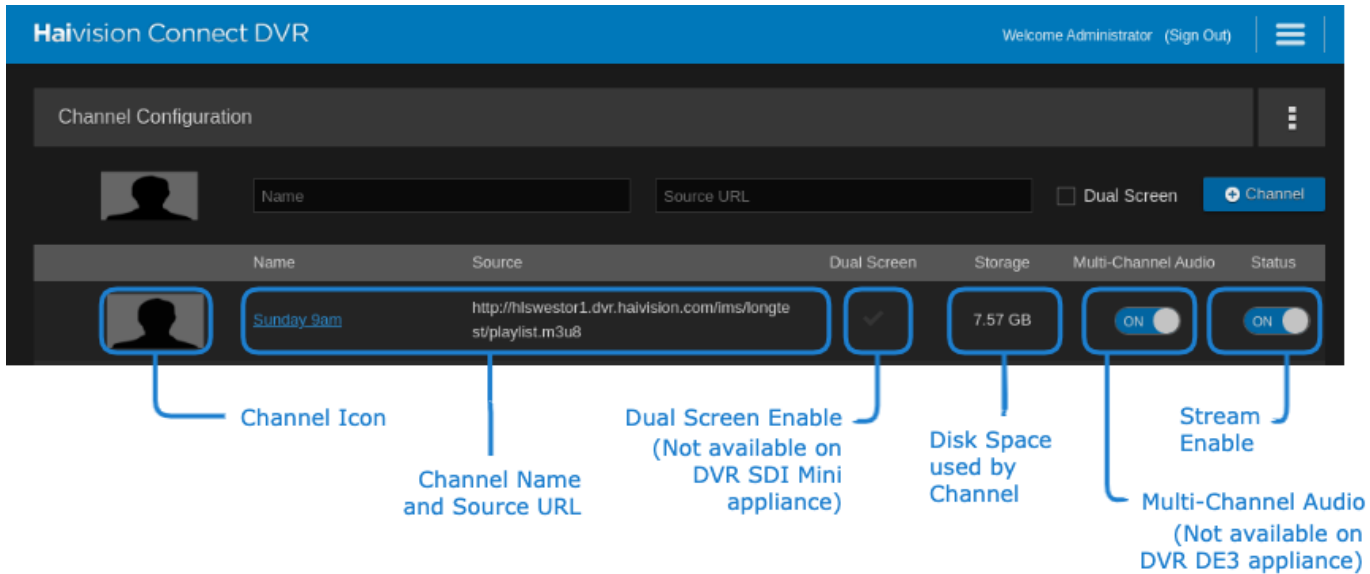 Haivision Connect DVR
Welcome Administrator (Sign Out)
Channel Configuration
Name
Source URL
Dual Screen
Channel
Name Source Dual Screen Storage Multi-Channel Audio Status
Sunday 9am
http://hlswestor1.dvr.haivision.com/ims/longte
st/playlist.m3u8
7.57 GB
ON
ON
Channel Icon
Channel Name
and Source URL
Dual Screen Enable
(Not available on
DVR SDI Mini
appliance)
Disk Space
used by
Channel
Stream
Enable
Multi-Channel Audio
(Not available on
DVR DE3 appliance)